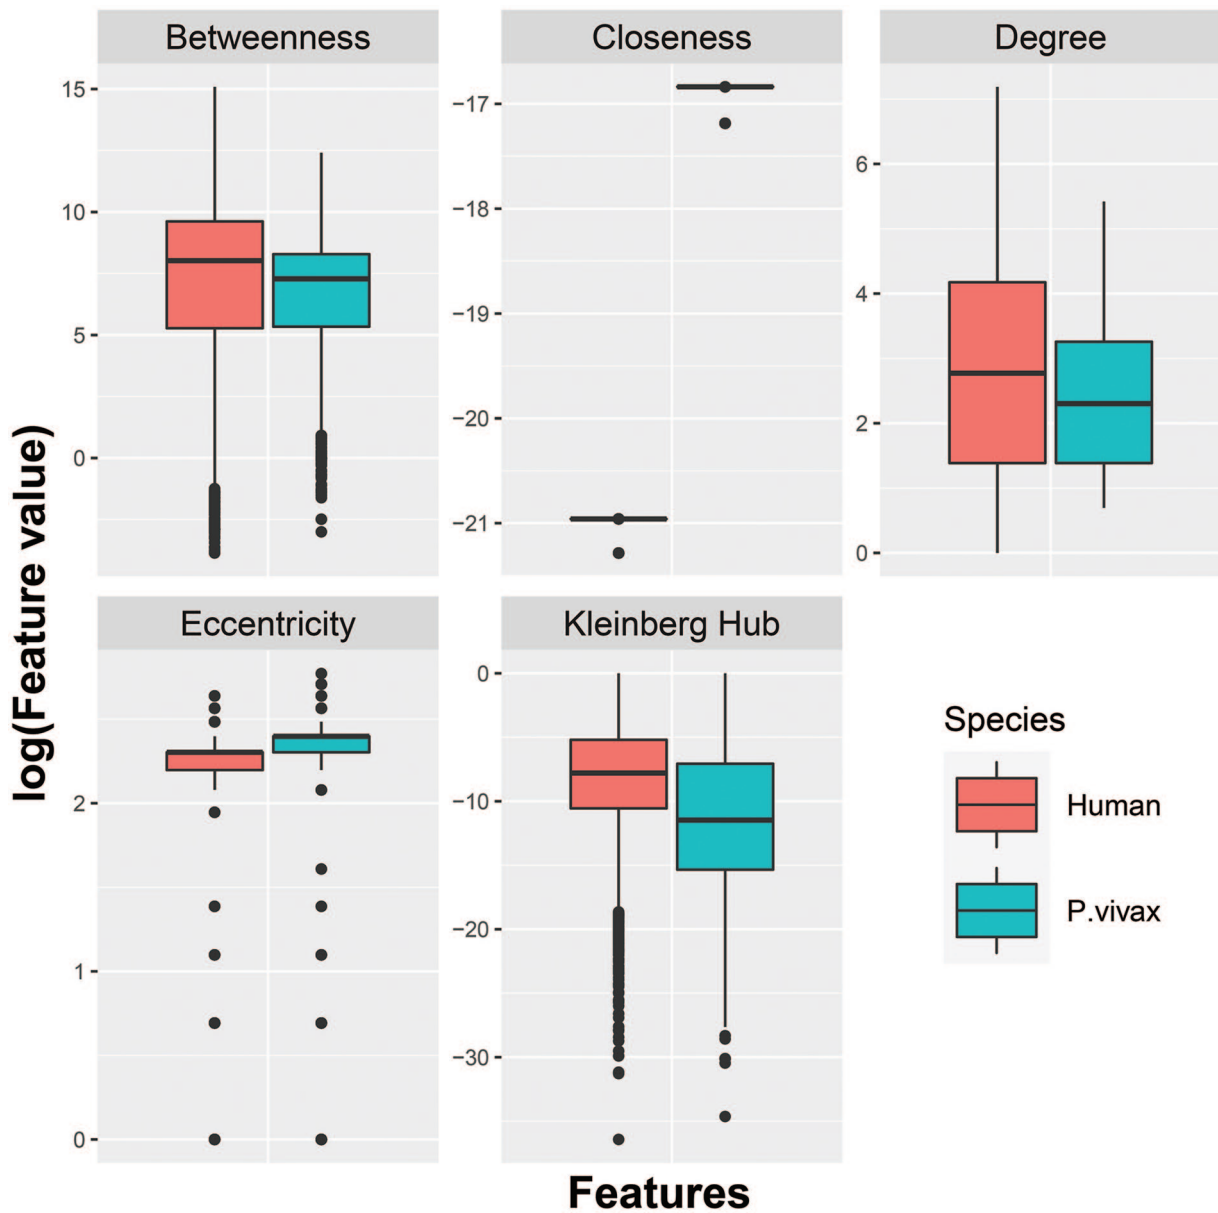 Betweenness
Closeness
Degree
15
10
5
0
−17
−18
−19
−20
−21
6
4
2
0
log(Feature value)
Eccentricity
Kleinberg Hub
2
1
0
0
−10
−20
−30
Species
Human
P.vivax
Features